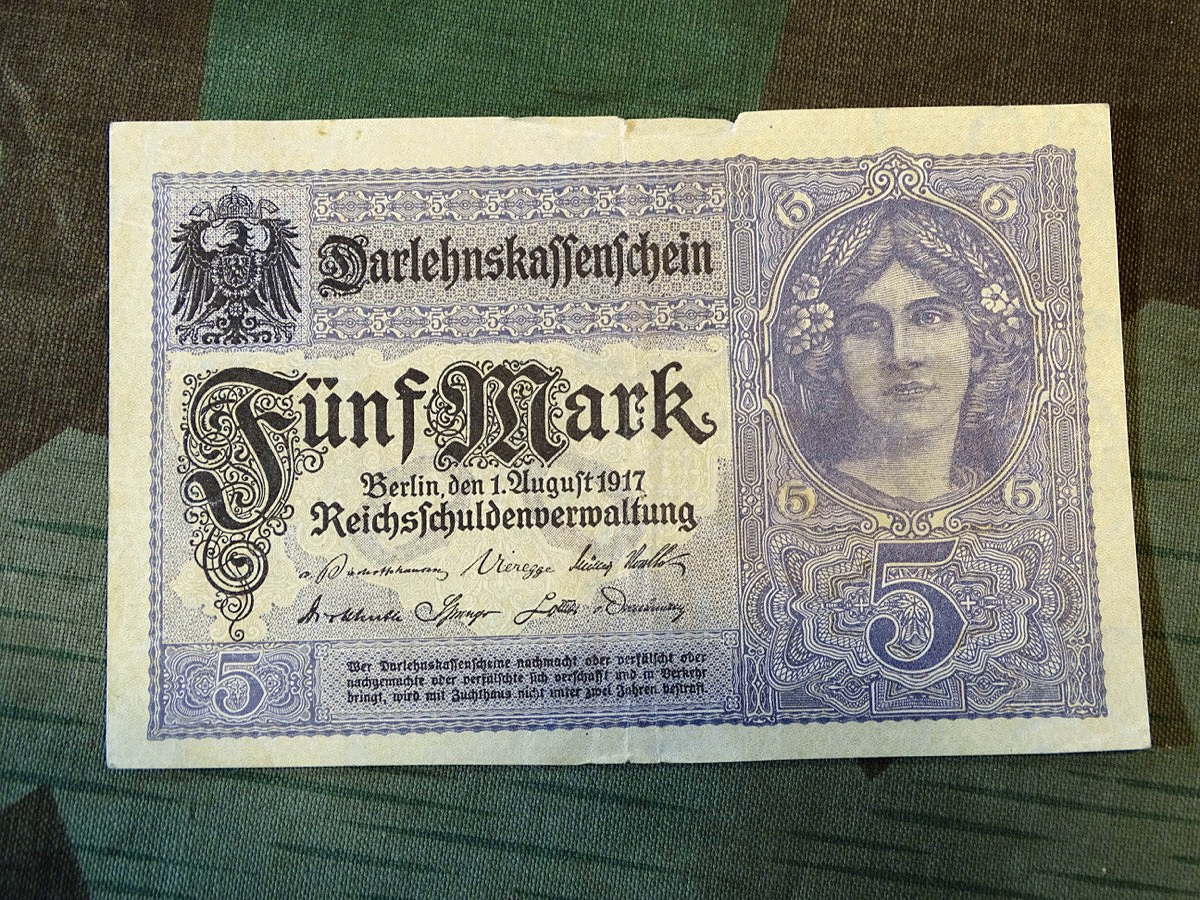 Darlehnskassenschein
5 5
Fünf Mark
Berlin, den 1. August 1917
Reichsschuldenverwaltung
Vieregge
5 5
5
5
Wer Darlehnskassenscheine nachmacht oder verfälscht oder
nachgemachte oder verfälschte sich verschafft und in Verkehr
bringt, wird mit Zuchthaus nicht unter zwei Jahren bestraft.